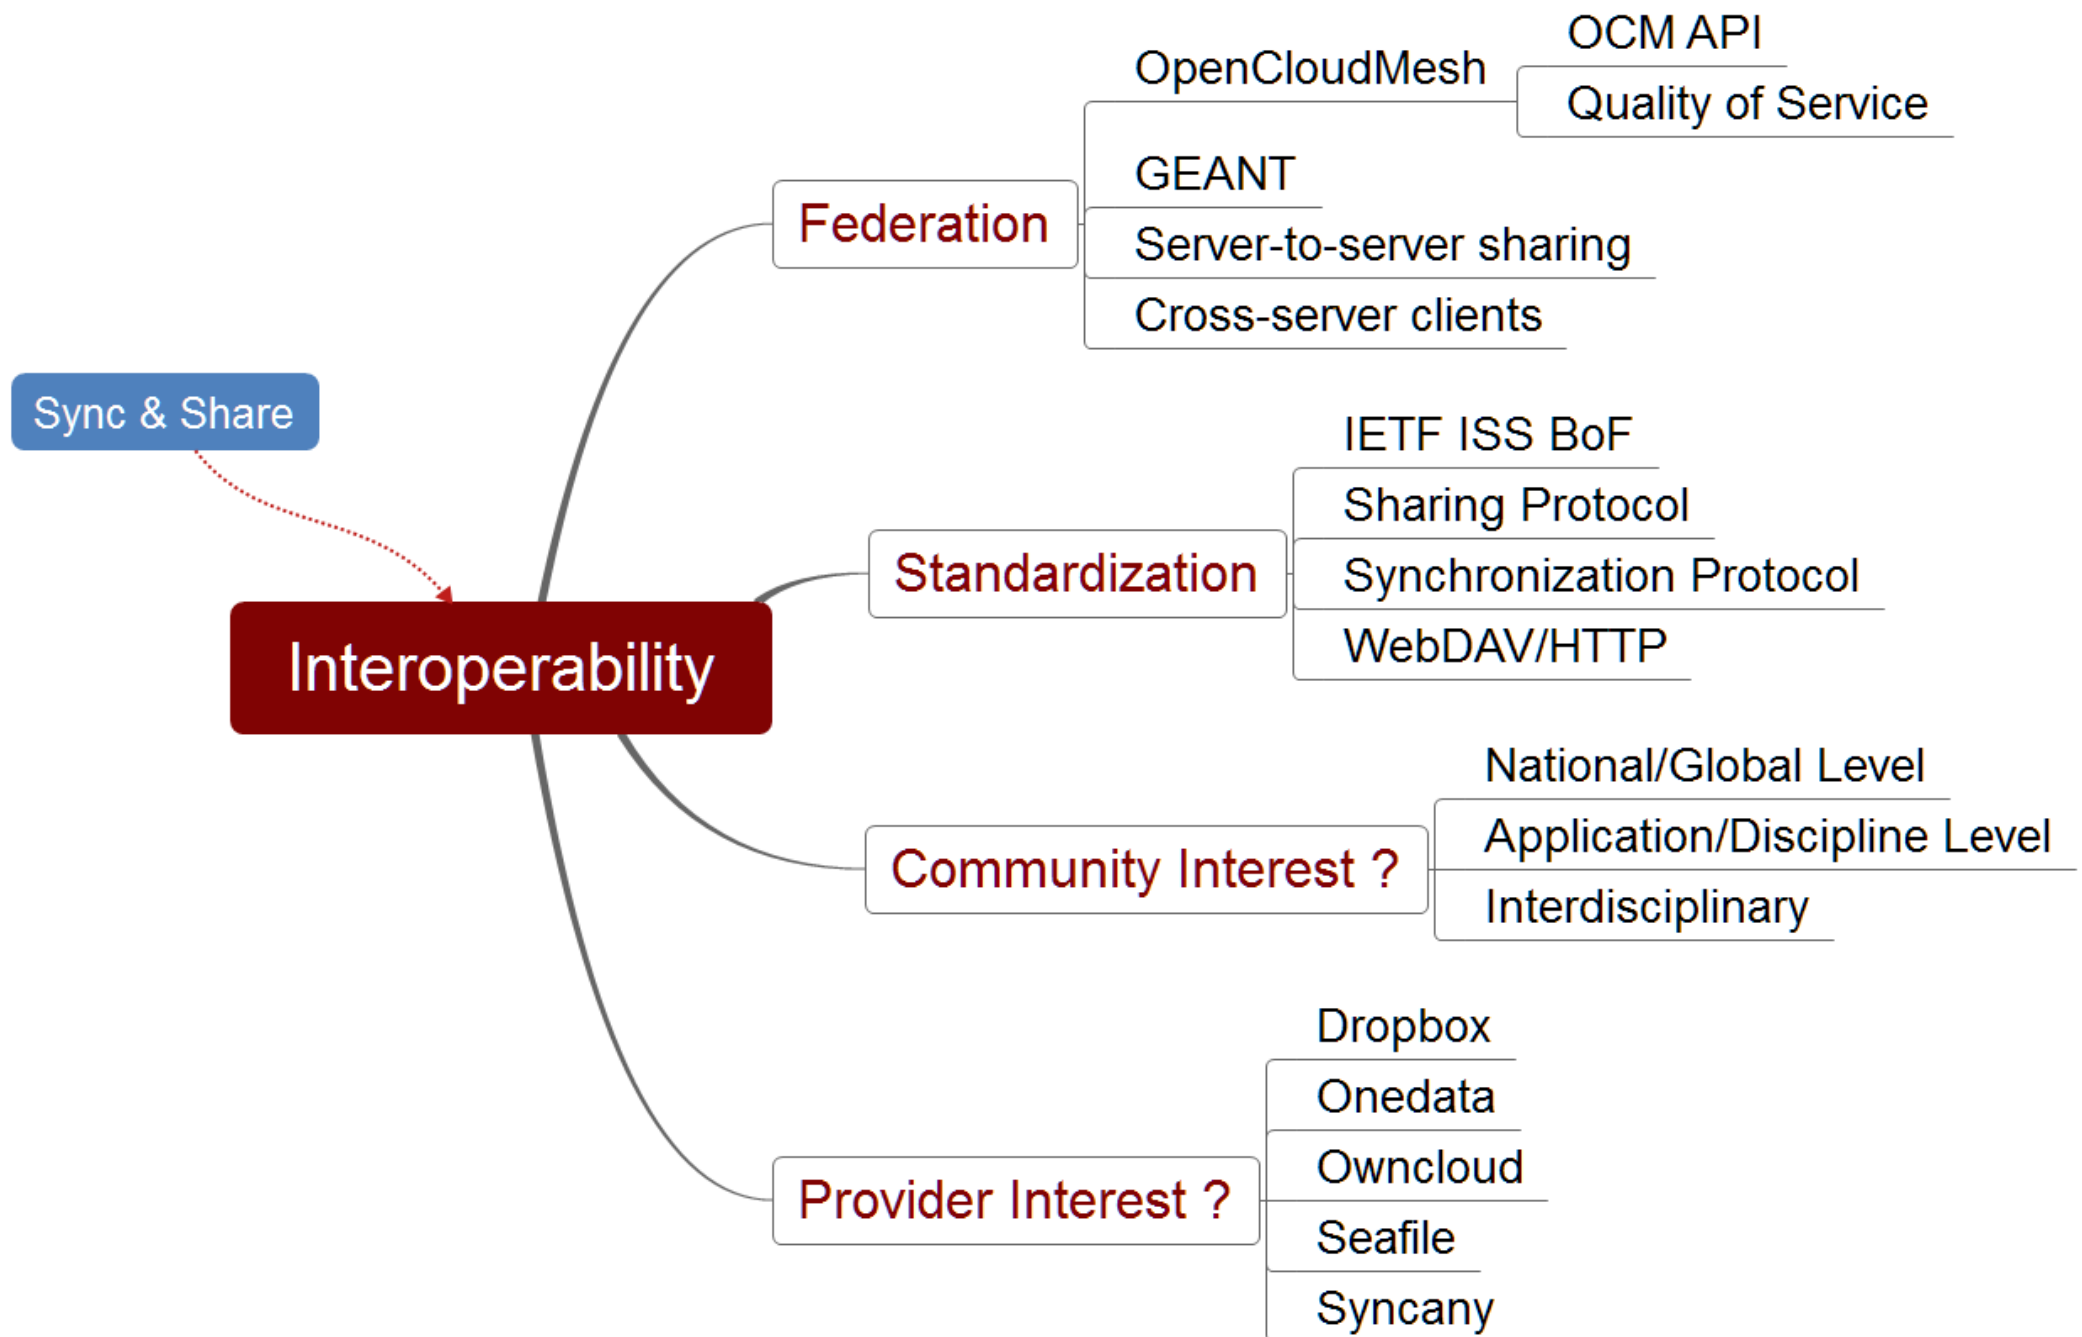 Sync & Share
Interoperability
Federation
OpenCloudMesh
OCM API
Quality of Service
GEANT
Server-to-server sharing
Cross-server clients
Standardization
IETF ISS BoF
Sharing Protocol
Synchronization Protocol
WebDAV/HTTP
Community Interest ?
National/Global Level
Application/Discipline Level
Interdisciplinary
Provider Interest ?
Dropbox
Onedata
Owncloud
Seafile
Syncany